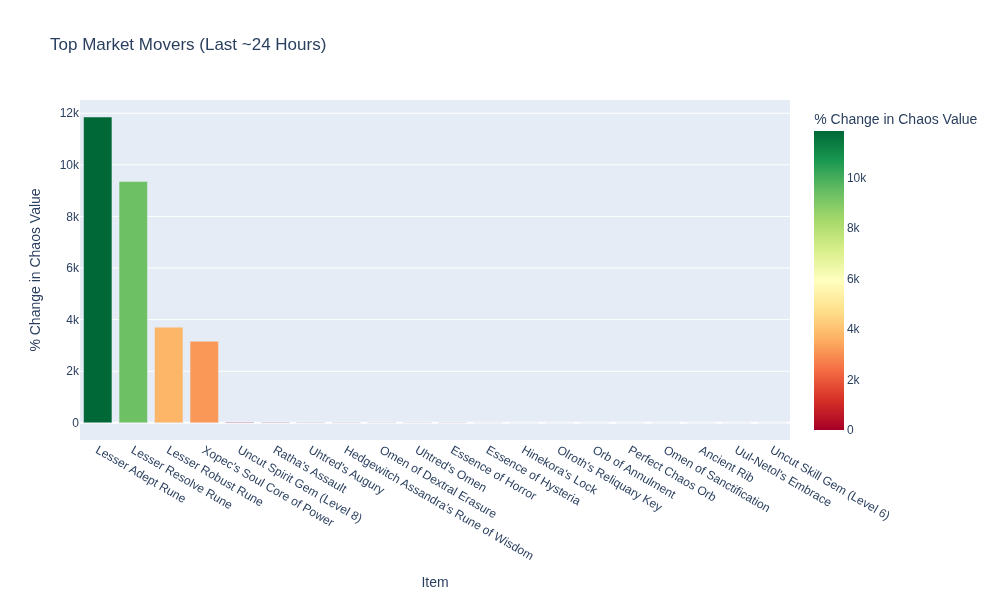 Top Market Movers (Last ~24 Hours)
% Change in Chaos Value
12k
10k
8k
6k
4k
2k
0
Lesser Adept Rune
Lesser Resolve Rune
Lesser Robust Rune
Xopec's Soul Core of Power
Uncut Spirit Gem (Level 8)
Ratha's Assault
Uhtred's Augury
Hedgewitch Assandra's Rune of Wisdom
Omen of Dextral Erasure
Uhtred's Omen
Essence of Horror
Essence of Hysteria
Hinekora's Lock
Olroth's Reliquary Key
Orb of Annulment
Perfect Chaos Orb
Omen of Sanctification
Ancient Rib
Uul-Netol's Embrace
Uncut Skill Gem (Level 6)
Item
% Change in Chaos Value
10k
8k
6k
4k
2k
0